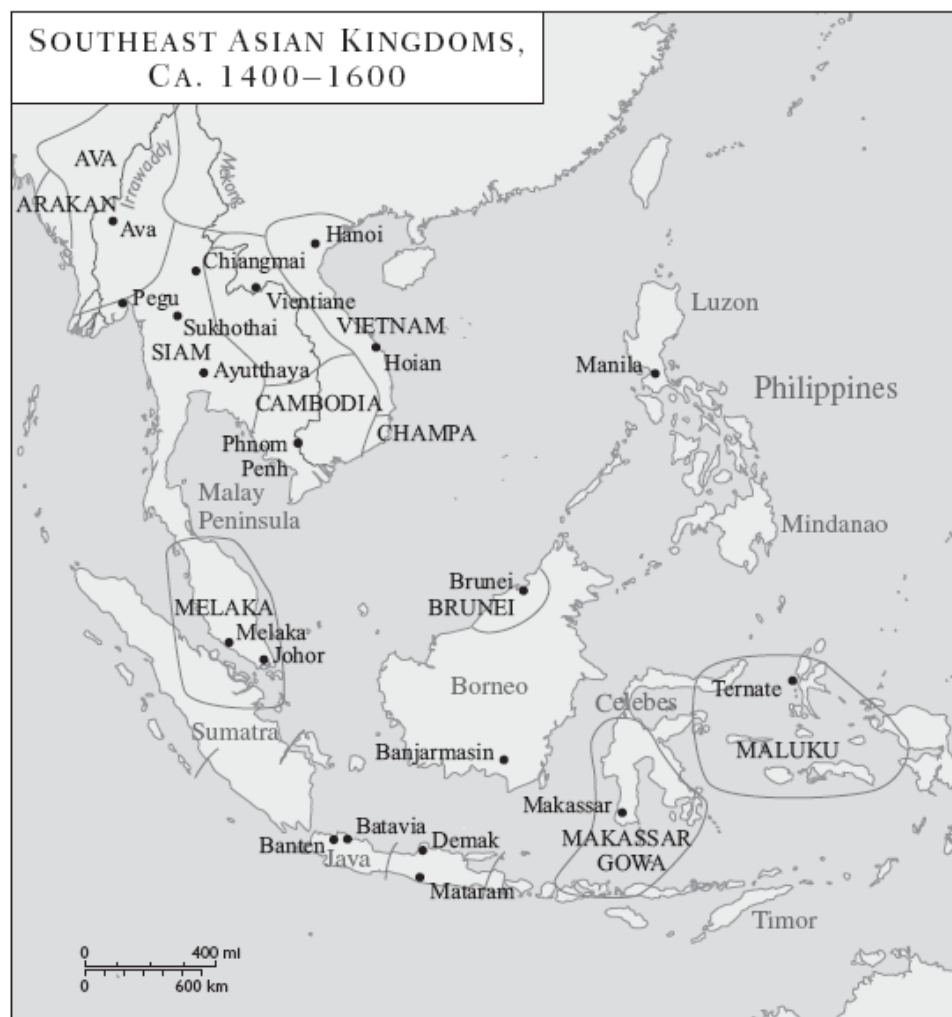 SOUTHEAST ASIAN KINGDOMS,
CA. 1400–1600
AVA
Irrawaddy
Mekong
ARAKAN
Ava
Hanoi
Chiangmai
Pegu
Vientiane
Luzon
Sukhothai
VIETNAM
SIAM
Hoian
Ayutthaya
Manila
Philippines
CAMBODIA
CHAMPA
Phnom
Penh
Malay
Peninsula
Mindanao
Brunei
BRUNEI
MELAKA
Melaka
Johor
Borneo
Ternate
Celebes
Sumatra
MALUKU
Banjarmasin
Makassar
Batavia
Banten
Java
Demak
MAKASSAR
GOWA
Mataram
Timor
0 400 mi
0 600 km